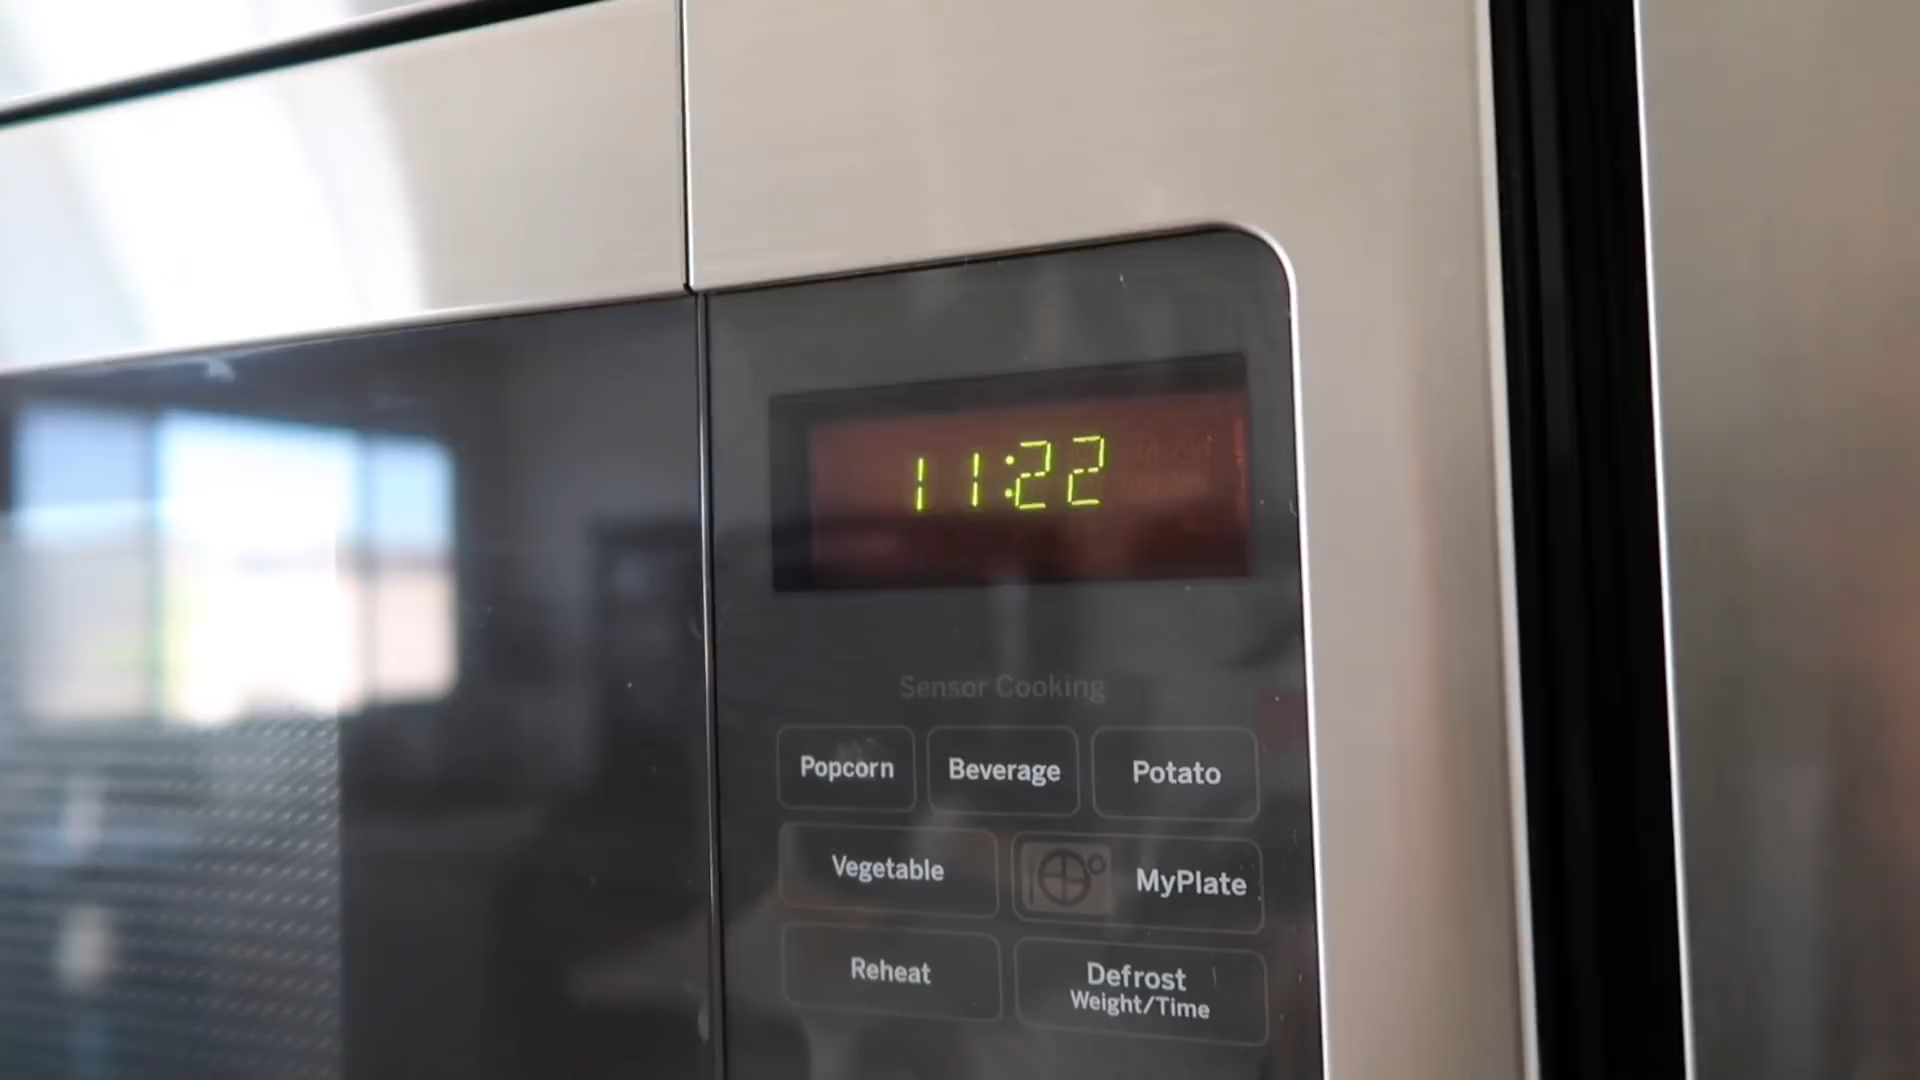 11:22
Sensor Cooking
Popcorn Beverage Potato
Vegetable MyPlate
Reheat Defrost
Weight/Time